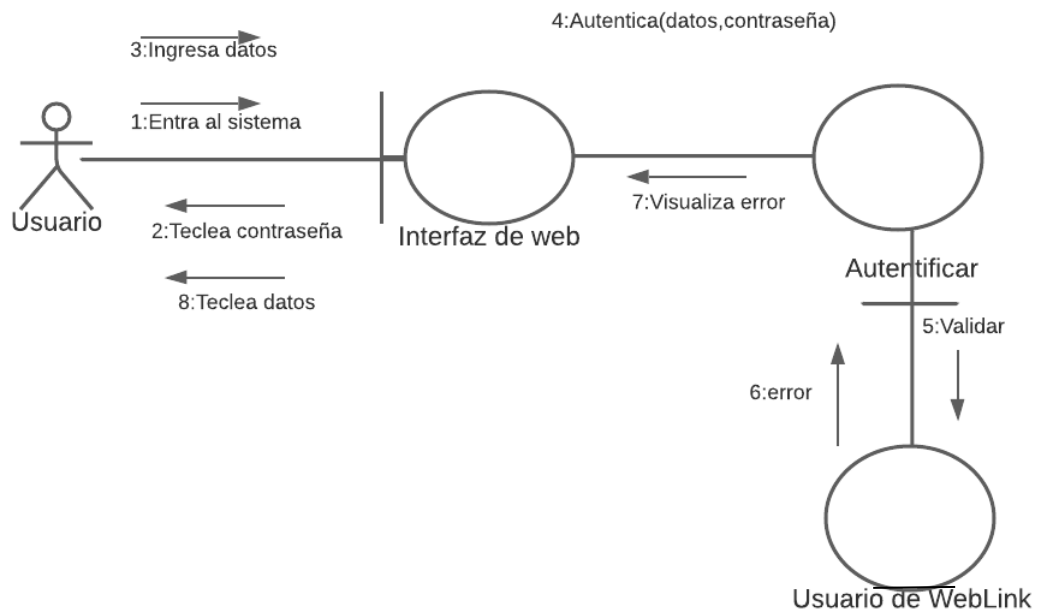 4:Autentica(datos,contraseña)
3:Ingresa datos
1:Entra al sistema
7:Visualiza error
Usuario
2:Teclea contraseña
Interfaz de web
Autentificar
8:Teclea datos
5:Validar
6:error
Usuario de WebLink